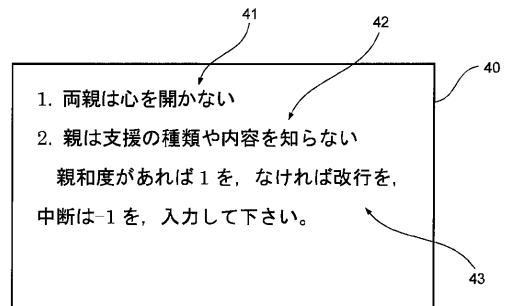 41
42
40
1. 両親は心を開かない
2. 親は支援の種類や内容を知らない
親和度があれば1を，なければ改行を，
中断は-1を，入力して下さい。
43